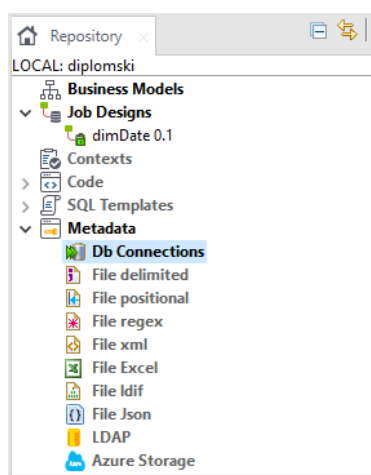 Repository
LOCAL: diplomski
Business Models
Job Designs
dimDate 0.1
Contexts
Code
SQL Templates
Metadata
Db Connections
File delimited
File positional
File regex
File xml
File Excel
File ldif
File Json
LDAP
Azure Storage